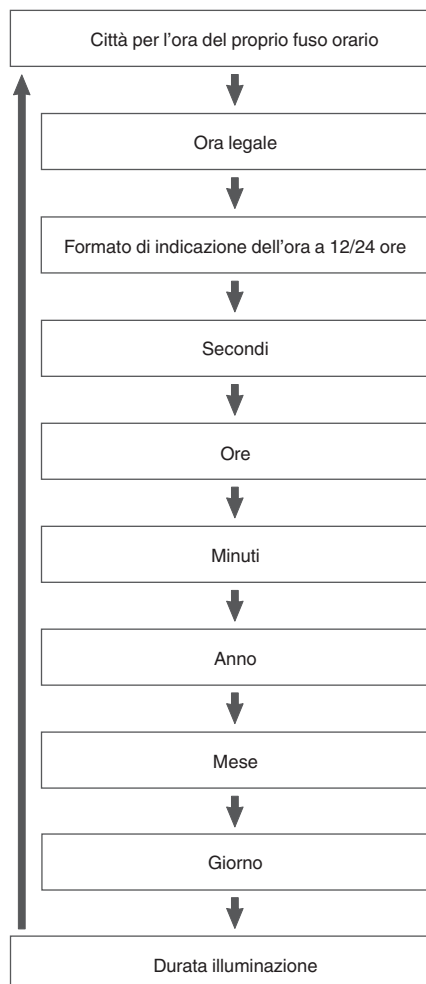 Città per l'ora del proprio fuso orario
Ora legale
Formato di indicazione dell'ora a 12/24 ore
Secondi
Ore
Minuti
Anno
Mese
Giorno
Durata illuminazione